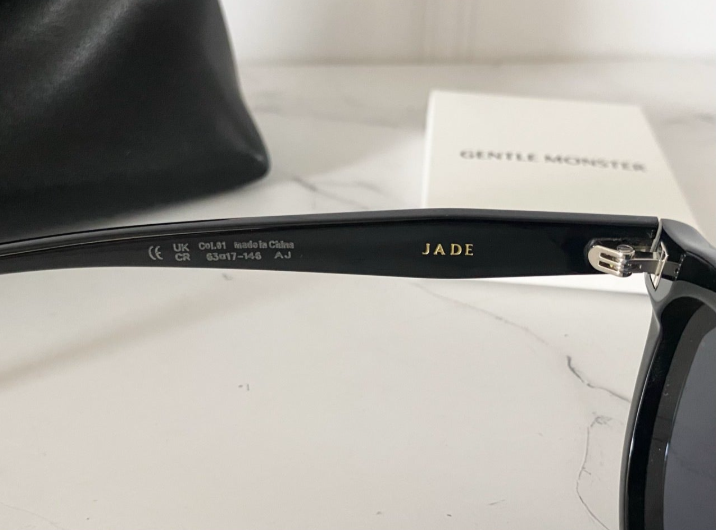 GENTLE MONSTER
CE UK CR Col.01 Made in China
63□17-146 AJ
JADE